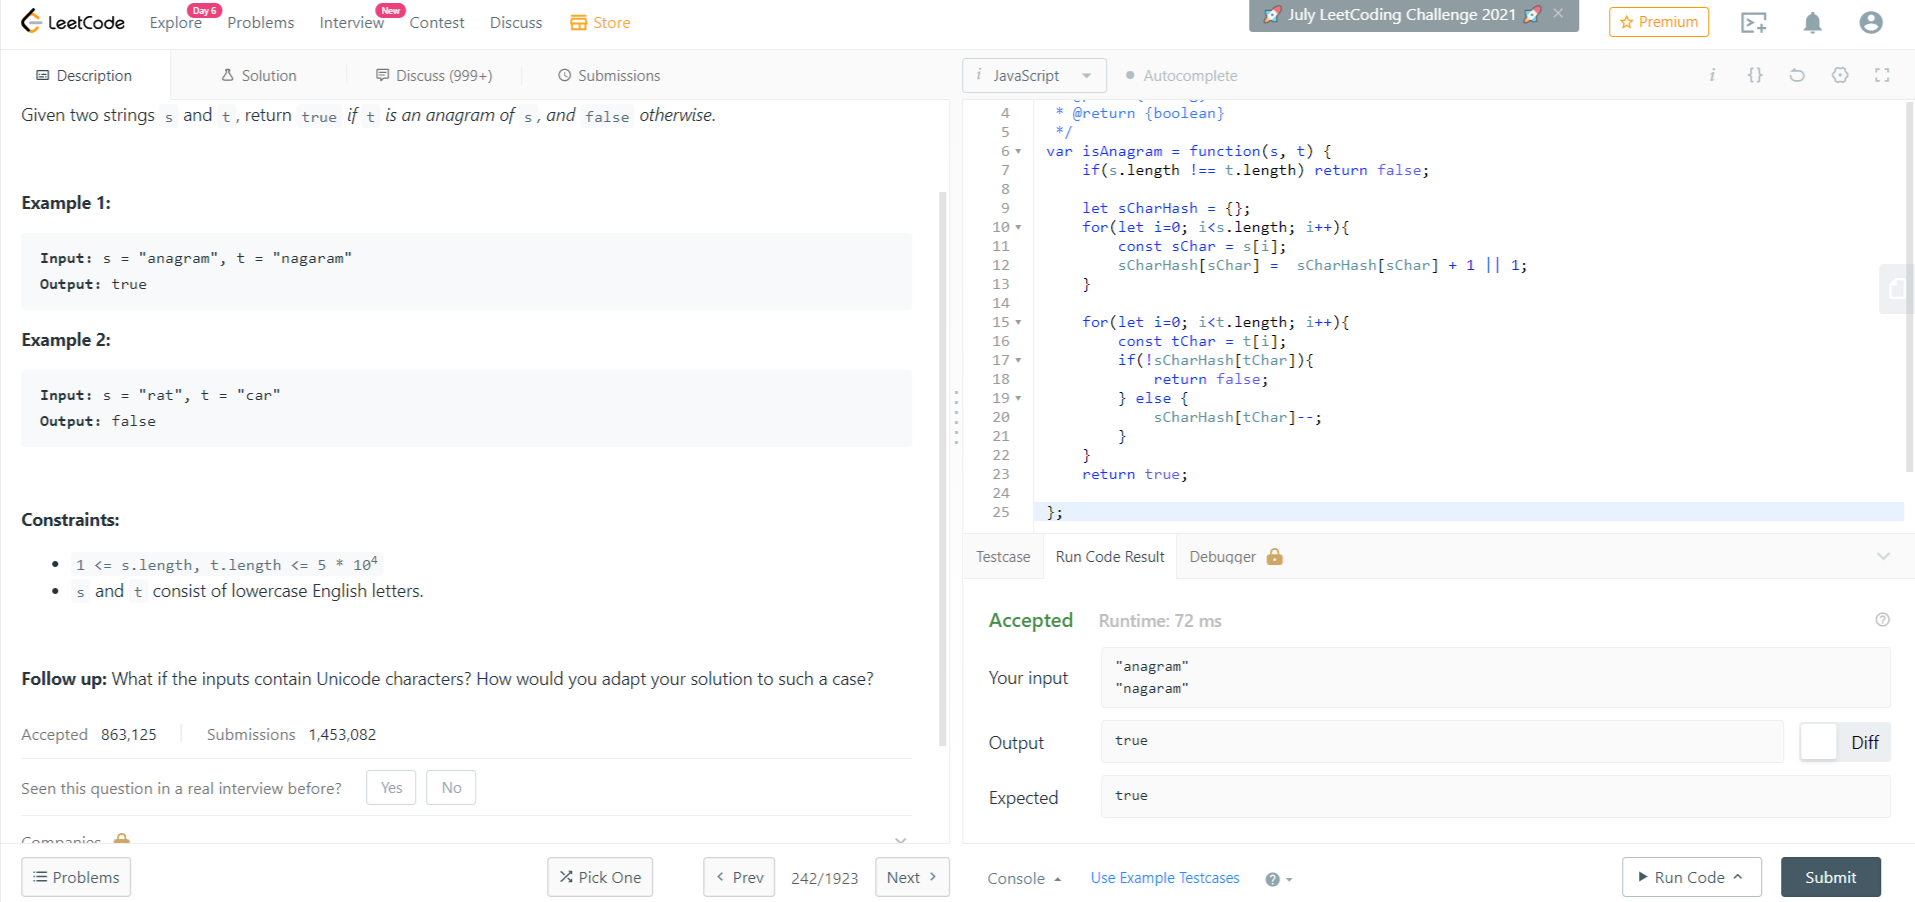 LeetCode
Explore
Day 6
Problems
Interview
New
Contest
Discuss
Store
🚀 July LeetCoding Challenge 2021 🚀 ×
Premium
Description
Solution
Discuss (999+)
Submissions
Given two strings s and t, return true if t is an anagram of s, and false otherwise.
Example 1:
Input: s = "anagram", t = "nagaram"
Output: true
Example 2:
Input: s = "rat", t = "car"
Output: false
Constraints:
• 1 <= s.length, t.length <= 5 * 10⁴
• s and t consist of lowercase English letters.
Follow up: What if the inputs contain Unicode characters? How would you adapt your solution to such a case?
Accepted 863,125 Submissions 1,453,082
Seen this question in a real interview before? Yes No
Companies
Problems
Pick One
‹ Prev
242/1923
Next ›
i JavaScript
Autocomplete
i {}
4 * @return {boolean}
5 */
6 var isAnagram = function(s, t) {
7 if(s.length !== t.length) return false;
8
9 let sCharHash = {};
10 for(let i=0; i<s.length; i++){
11 const sChar = s[i];
12 sCharHash[sChar] = sCharHash[sChar] + 1 || 1;
13 }
14
15 for(let i=0; i<t.length; i++){
16 const tChar = t[i];
17 if(!sCharHash[tChar]){
18 return false;
19 } else {
20 sCharHash[tChar]--;
21 }
22 }
23 return true;
24
25 };
Testcase
Run Code Result
Debugger
Accepted Runtime: 72 ms
Your input
"anagram"
"nagaram"
Output
true
Diff
Expected
true
Console
Use Example Testcases
Run Code
Submit